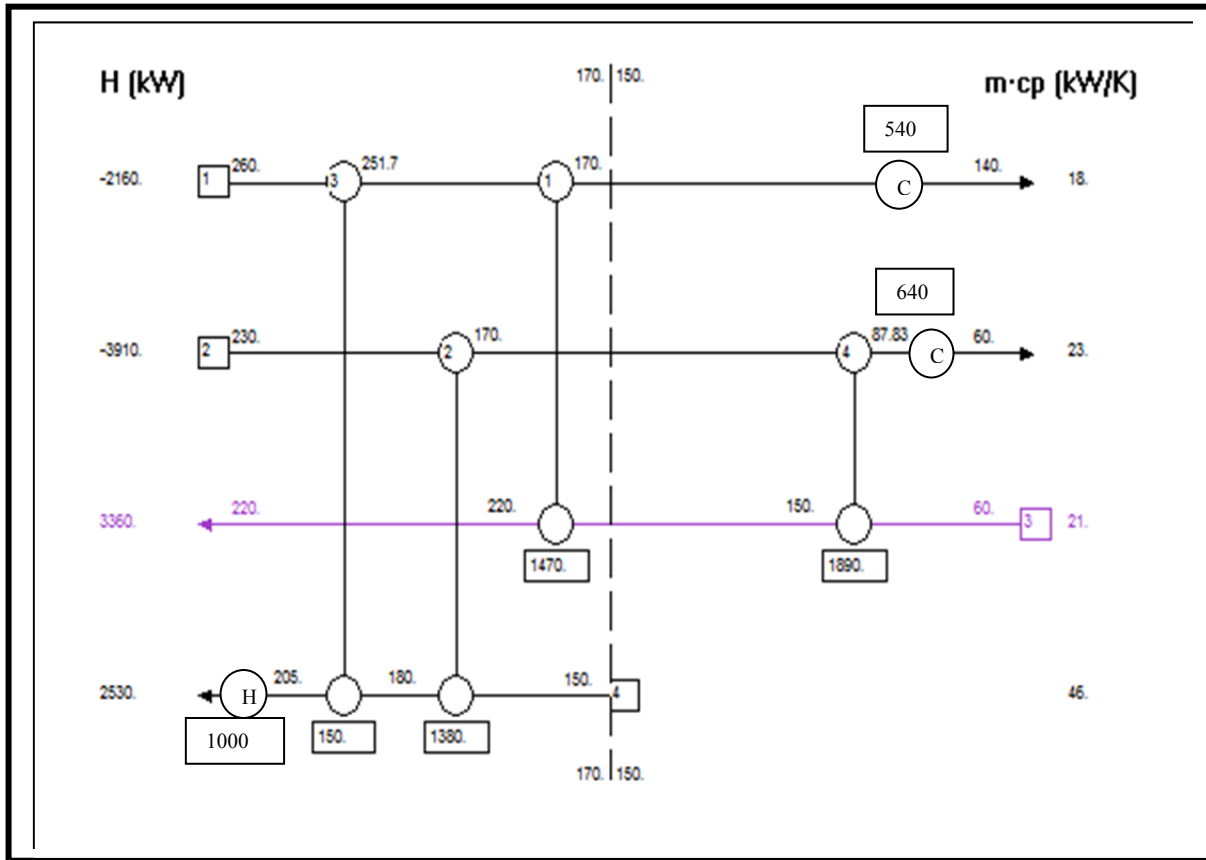 170. 150.
H (kW) m·cp (kW/K)
540
-2160. 1 260. 3 251.7 1 170. C 140. 18.
640
-3910. 2 230. 2 170. 4 87.83 C 60. 23.
3360. 220. 220. 150. 60. 3 21.
1470. 1890.
2530. H 205. 180. 150. 4 46.
1000 150. 1380.
170. 150.